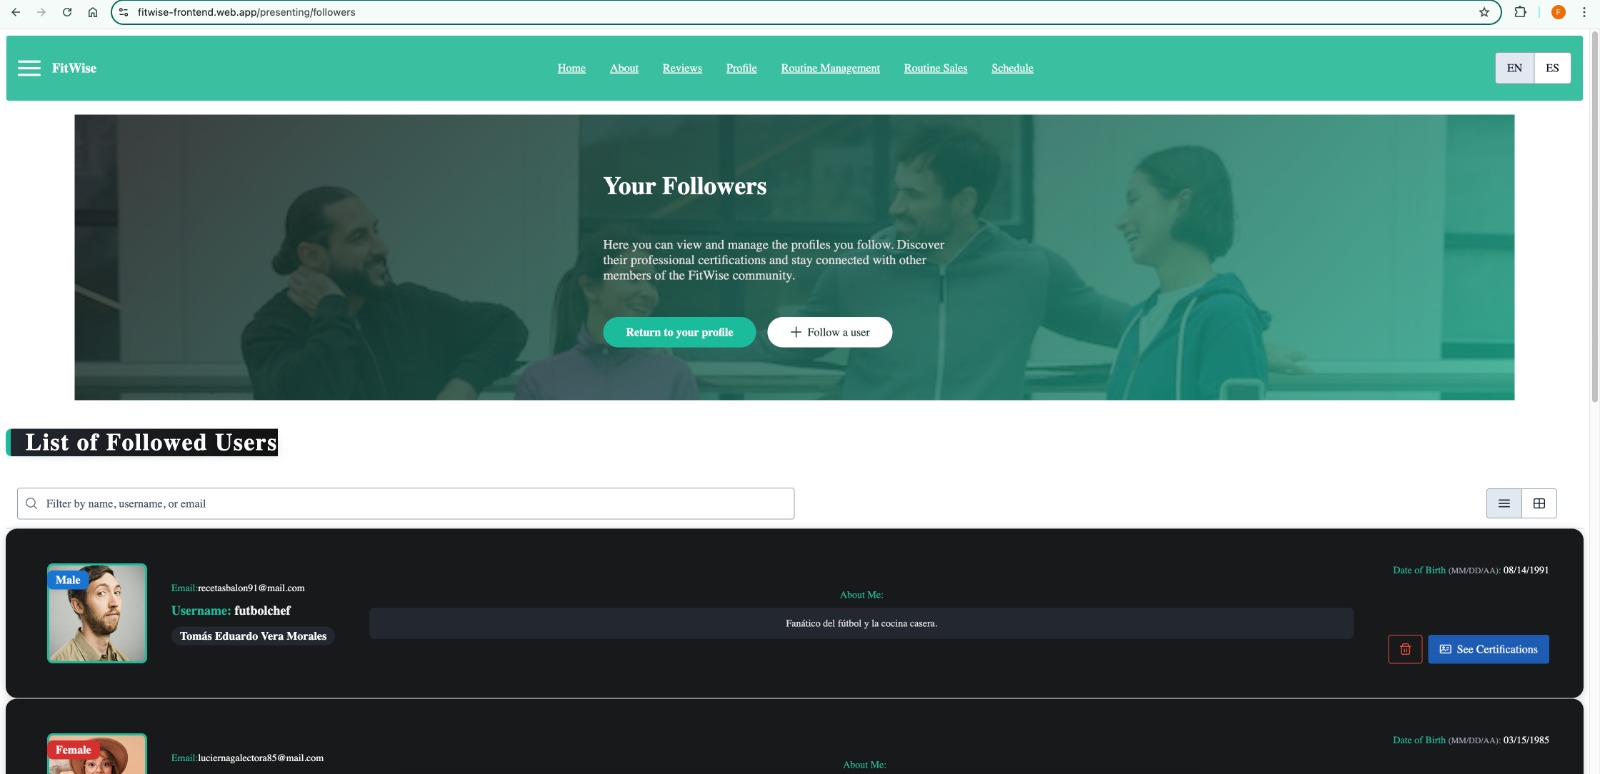 fitwise-frontend.web.app/presenting/followers
F
FitWise
Home About Reviews Profile Routine Management Routine Sales Schedule
EN ES
Your Followers
Here you can view and manage the profiles you follow. Discover
their professional certifications and stay connected with other
members of the FitWise community.
Return to your profile
Follow a user
List of Followed Users
Filter by name, username, or email
Male
Email:recetasbalon91@mail.com
Username: futbolchef
Tomás Eduardo Vera Morales
About Me:
Fanático del fútbol y la cocina casera.
Date of Birth (MM/DD/AA): 08/14/1991
See Certifications
Female
Email:luciernagalectora85@mail.com
About Me:
Date of Birth (MM/DD/AA): 03/15/1985